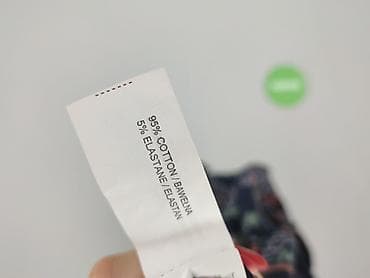 95% COTTON / BAWEŁNA
5% ELASTANE / ELASTAN